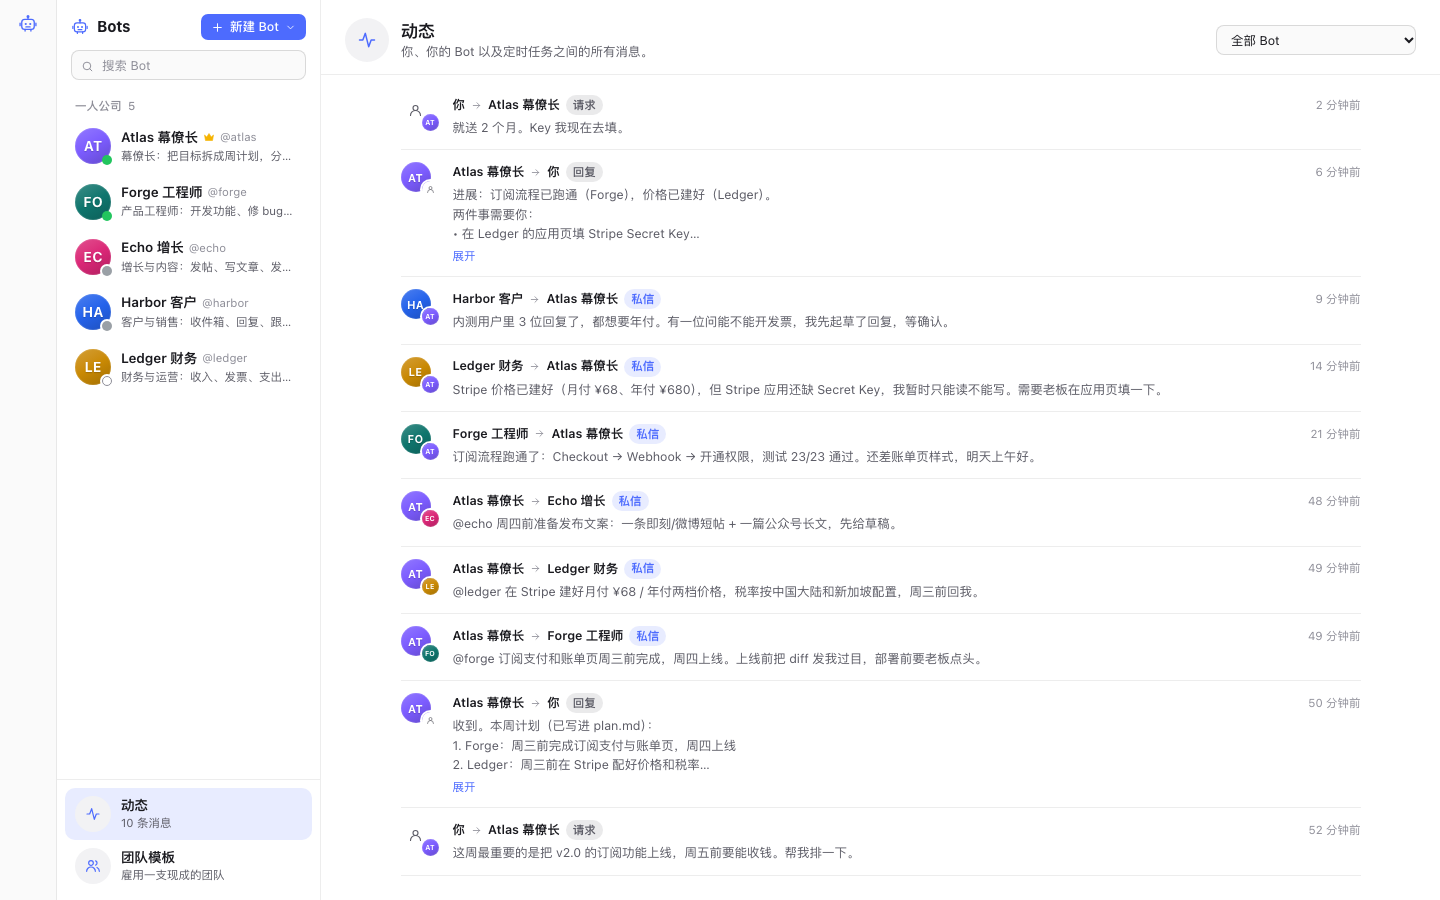 Bots
+ 新建 Bot
搜索 Bot
一人公司 5
AT
Atlas 幕僚长 @atlas
幕僚长：把目标拆成周计划，分...
FO
Forge 工程师 @forge
产品工程师：开发功能、修 bug...
EC
Echo 增长 @echo
增长与内容：发帖、写文章、发...
HA
Harbor 客户 @harbor
客户与销售：收件箱、回复、跟...
LE
Ledger 财务 @ledger
财务与运营：收入、发票、支出...
动态
10 条消息
团队模板
雇用一支现成的团队
动态
你、你的 Bot 以及定时任务之间的所有消息。
全部 Bot
你 → Atlas 幕僚长 请求 2 分钟前
AT
就送 2 个月。Key 我现在去填。
AT
Atlas 幕僚长 → 你 回复 6 分钟前
进展：订阅流程已跑通（Forge），价格已建好（Ledger）。
两件事需要你：
• 在 Ledger 的应用页填 Stripe Secret Key...
展开
HA AT
Harbor 客户 → Atlas 幕僚长 私信 9 分钟前
内测用户里 3 位回复了，都想要年付。有一位问能不能开发票，我先起草了回复，等确认。
LE AT
Ledger 财务 → Atlas 幕僚长 私信 14 分钟前
Stripe 价格已建好（月付 ¥68、年付 ¥680），但 Stripe 应用还缺 Secret Key，我暂时只能读不能写。需要老板在应用页填一下。
FO AT
Forge 工程师 → Atlas 幕僚长 私信 21 分钟前
订阅流程跑通了：Checkout → Webhook → 开通权限，测试 23/23 通过。还差账单页样式，明天上午好。
AT EC
Atlas 幕僚长 → Echo 增长 私信 48 分钟前
@echo 周四前准备发布文案：一条即刻/微博短帖 + 一篇公众号长文，先给草稿。
AT LE
Atlas 幕僚长 → Ledger 财务 私信 49 分钟前
@ledger 在 Stripe 建好月付 ¥68 / 年付两档价格，税率按中国大陆和新加坡配置，周三前回我。
AT FO
Atlas 幕僚长 → Forge 工程师 私信 49 分钟前
@forge 订阅支付和账单页周三前完成，周四上线。上线前把 diff 发我过目，部署前要老板点头。
AT
Atlas 幕僚长 → 你 回复 50 分钟前
收到。本周计划（已写进 plan.md）：
1. Forge：周三前完成订阅支付与账单页，周四上线
2. Ledger：周三前在 Stripe 配好价格和税率...
展开
你 → Atlas 幕僚长 请求 52 分钟前
AT
这周最重要的是把 v2.0 的订阅功能上线，周五前要能收钱。帮我排一下。